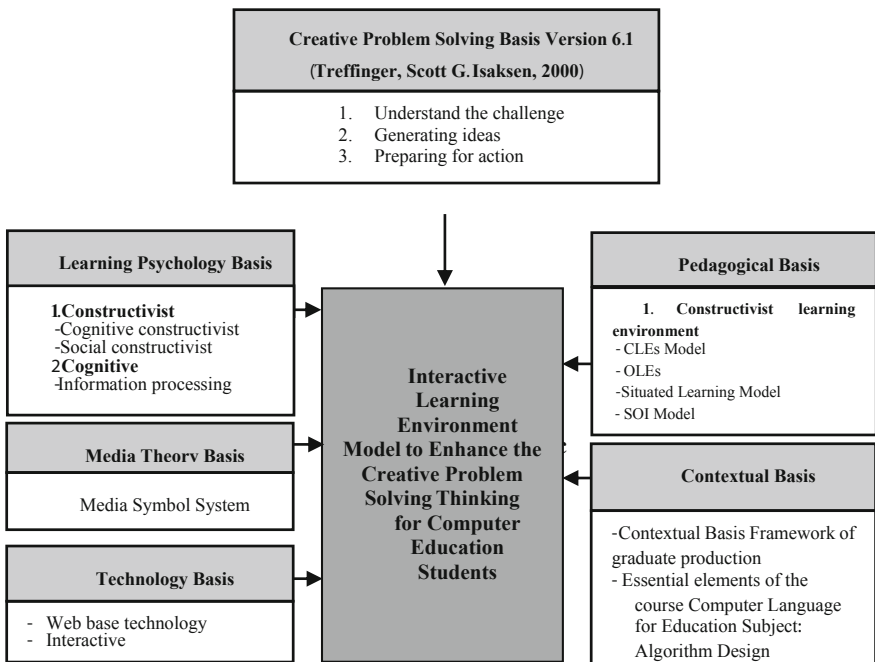 Creative Problem Solving Basis Version 6.1
(Treffinger, Scott G. Isaksen, 2000)
1. Understand the challenge
2. Generating ideas
3. Preparing for action
Learning Psychology Basis
1.Constructivist
-Cognitive constructivist
-Social constructivist
2Cognitive
-Information processing
Media Theorv Basis
Media Symbol System
Technology Basis
- Web base technology
- Interactive
Interactive
Learning
Environment
Model to Enhance the
Creative Problem
Solving Thinking
for Computer
Education
Students
Pedagogical Basis
1. Constructivist learning
environment
- CLEs Model
- OLEs
-Situated Learning Model
- SOI Model
Contextual Basis
-Contextual Basis Framework of
graduate production
- Essential elements of the
course Computer Language
for Education Subject:
Algorithm Design